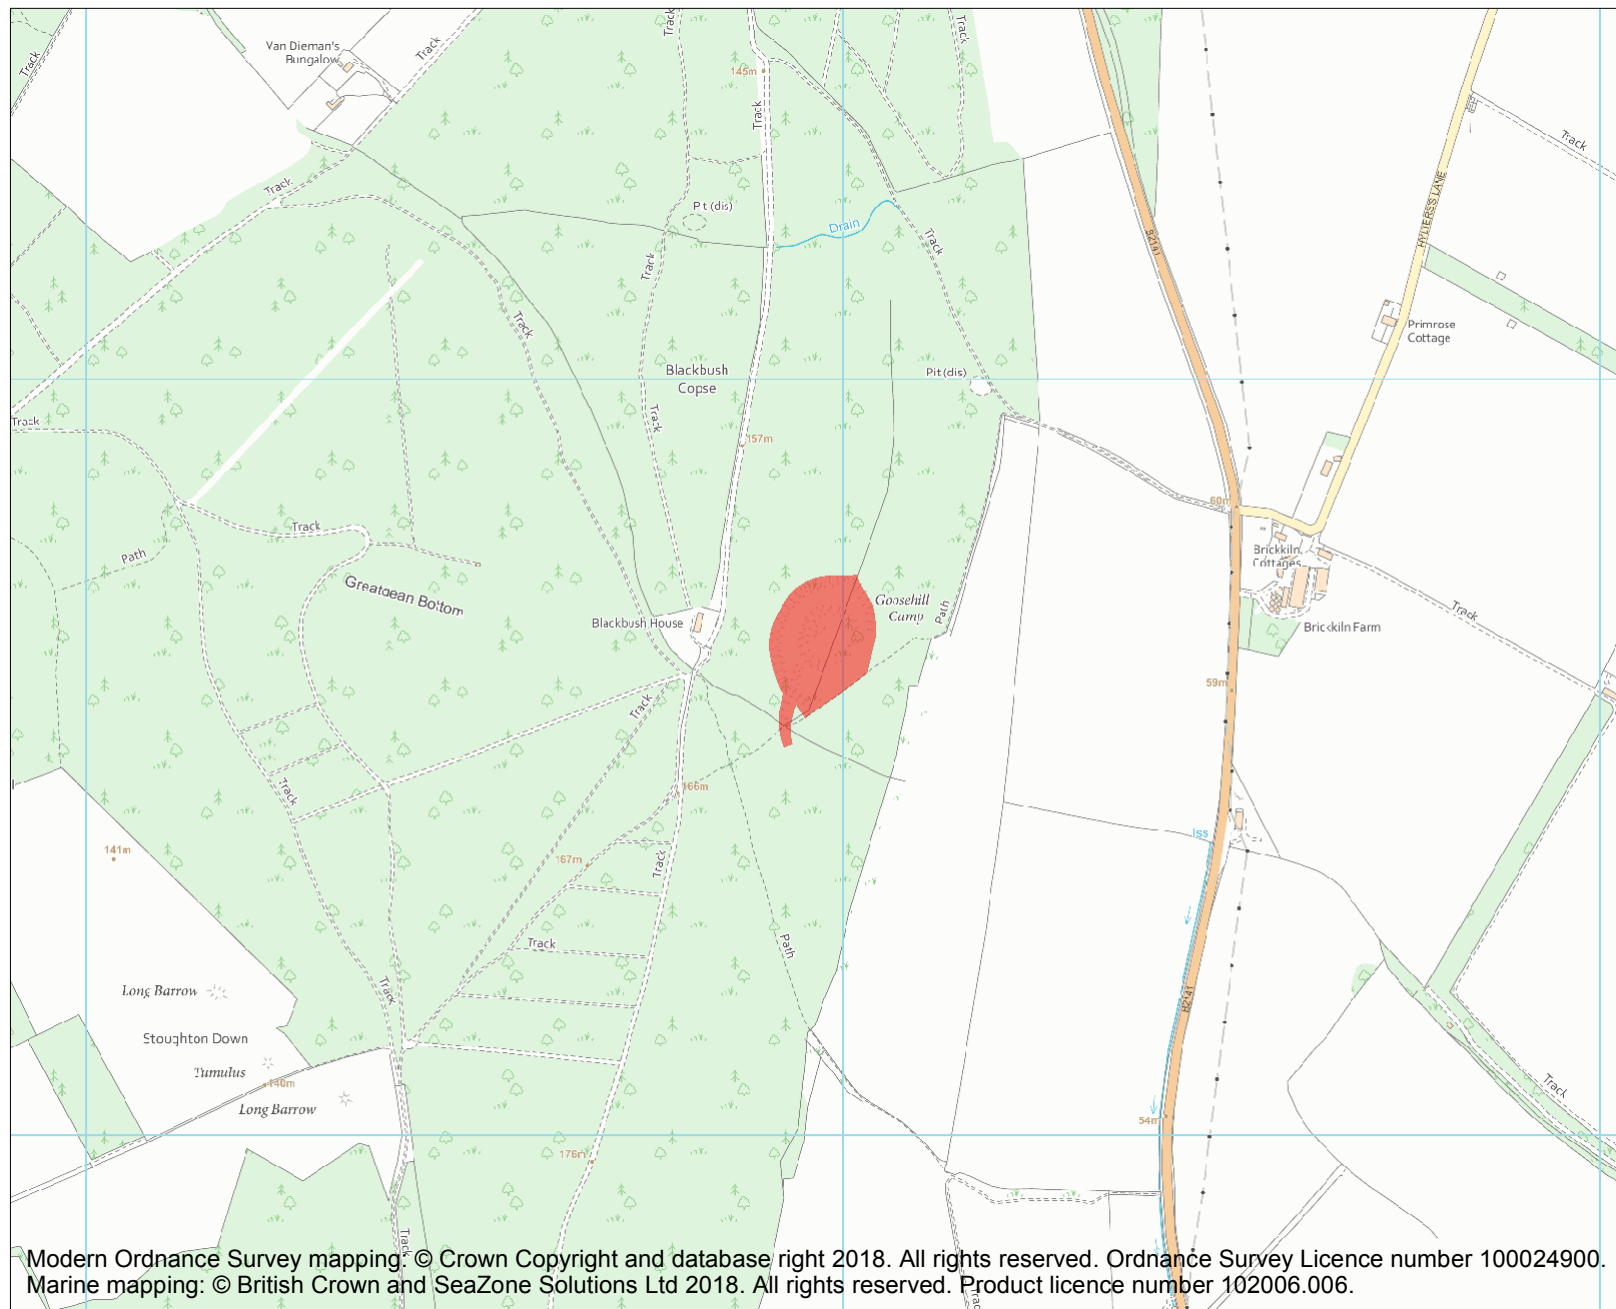 Van Dieman's
Bungalow
Track
Track
Track
Track
Track
145m
Track
Track
Track
Pit (dis)
Drain
Track
Track
Track
B2141
HYLTERS LANE
Primrose
Cottage
Blackbush
Copse
Pit (dis)
Track
Track
157m
60m
Track
Path
Brickkiln
Cottages
Greatdean Bottom
Goosehill
Camp
Path
Track
Blackbush House
Brickkiln Farm
59m
Track
Track
166m
Iss
141m
167m
Track
Track
Path
Track
Long Barrow
B2141
Stoughton Down
Tumulus
140m
Long Barrow
Track
54m
176m
Track
Modern Ordnance Survey mapping: © Crown Copyright and database right 2018. All rights reserved. Ordnance Survey Licence number 100024900.
Marine mapping: © British Crown and SeaZone Solutions Ltd 2018. All rights reserved. Product licence number 102006.006.